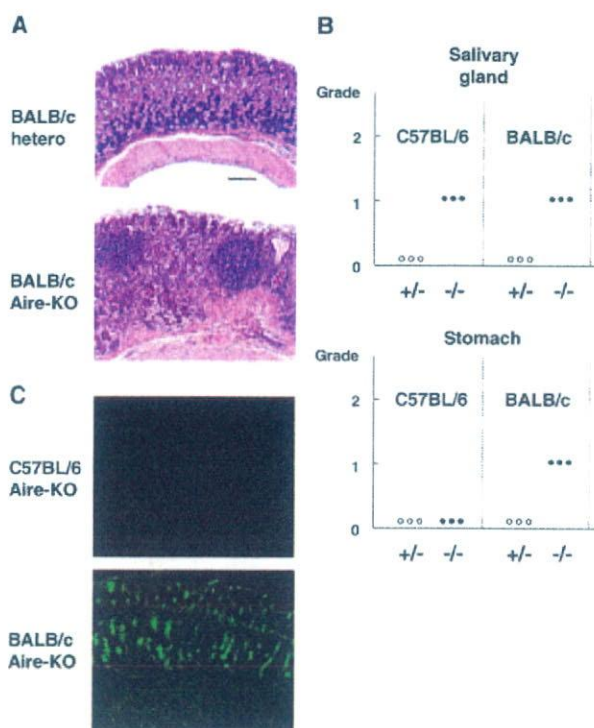 A
BALB/c
hetero
BALB/c
Aire-KO
B
Salivary
gland
Grade
C57BL/6 BALB/c
2
1
0
+/- -/- +/- -/-
Stomach
Grade
C57BL/6 BALB/c
2
1
0
+/- -/- +/- -/-
C
C57BL/6
Aire-KO
BALB/c
Aire-KO